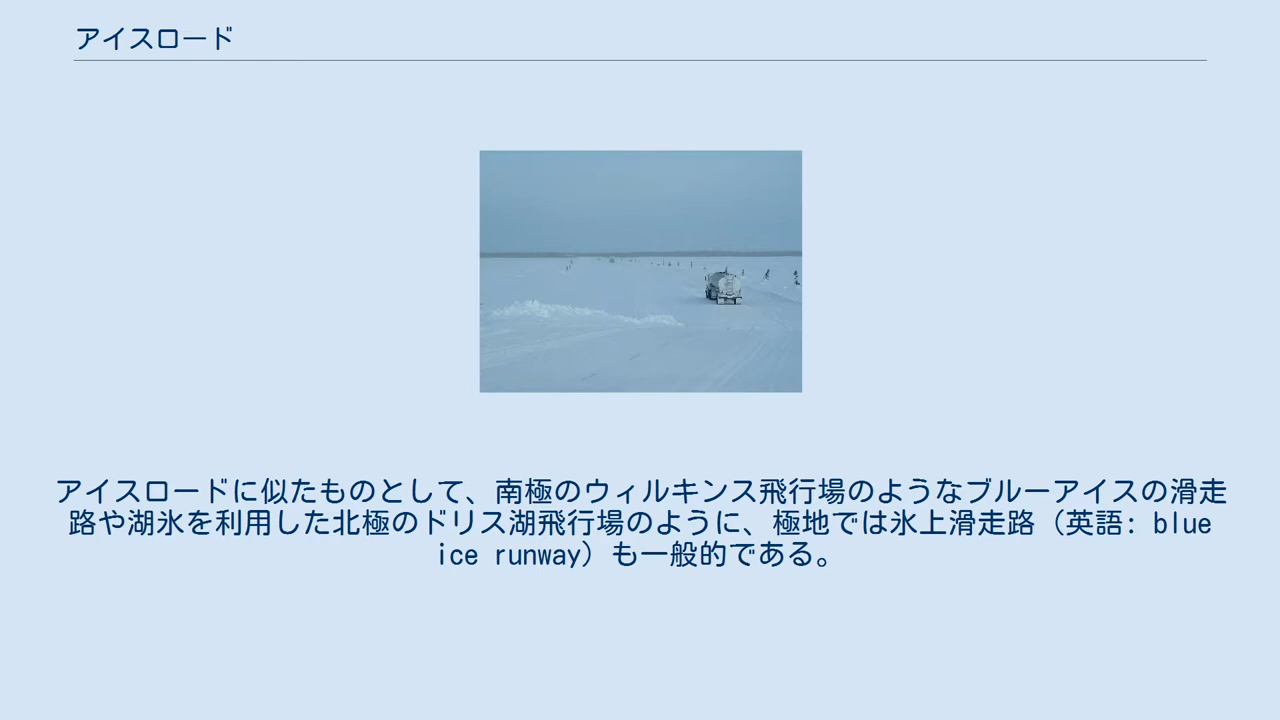 アイスロード
アイスロードに似たものとして、南極のウィルキンス飛行場のようなブルーアイスの滑走
路や湖氷を利用した北極のドリス湖飛行場のように、極地では氷上滑走路（英語: blue
ice runway）も一般的である。